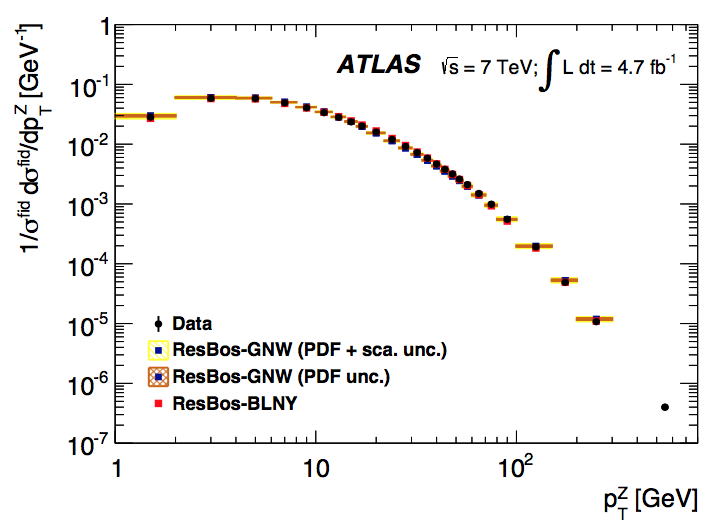 1/σ^fid dσ^fid/dp_T^Z [GeV^-1]
1
10^-1
10^-2
10^-3
10^-4
10^-5
10^-6
10^-7
ATLAS √s = 7 TeV; ∫ L dt = 4.7 fb^-1
Data
ResBos-GNW (PDF + sca. unc.)
ResBos-GNW (PDF unc.)
ResBos-BLNY
1 10 10^2
p_T^Z [GeV]